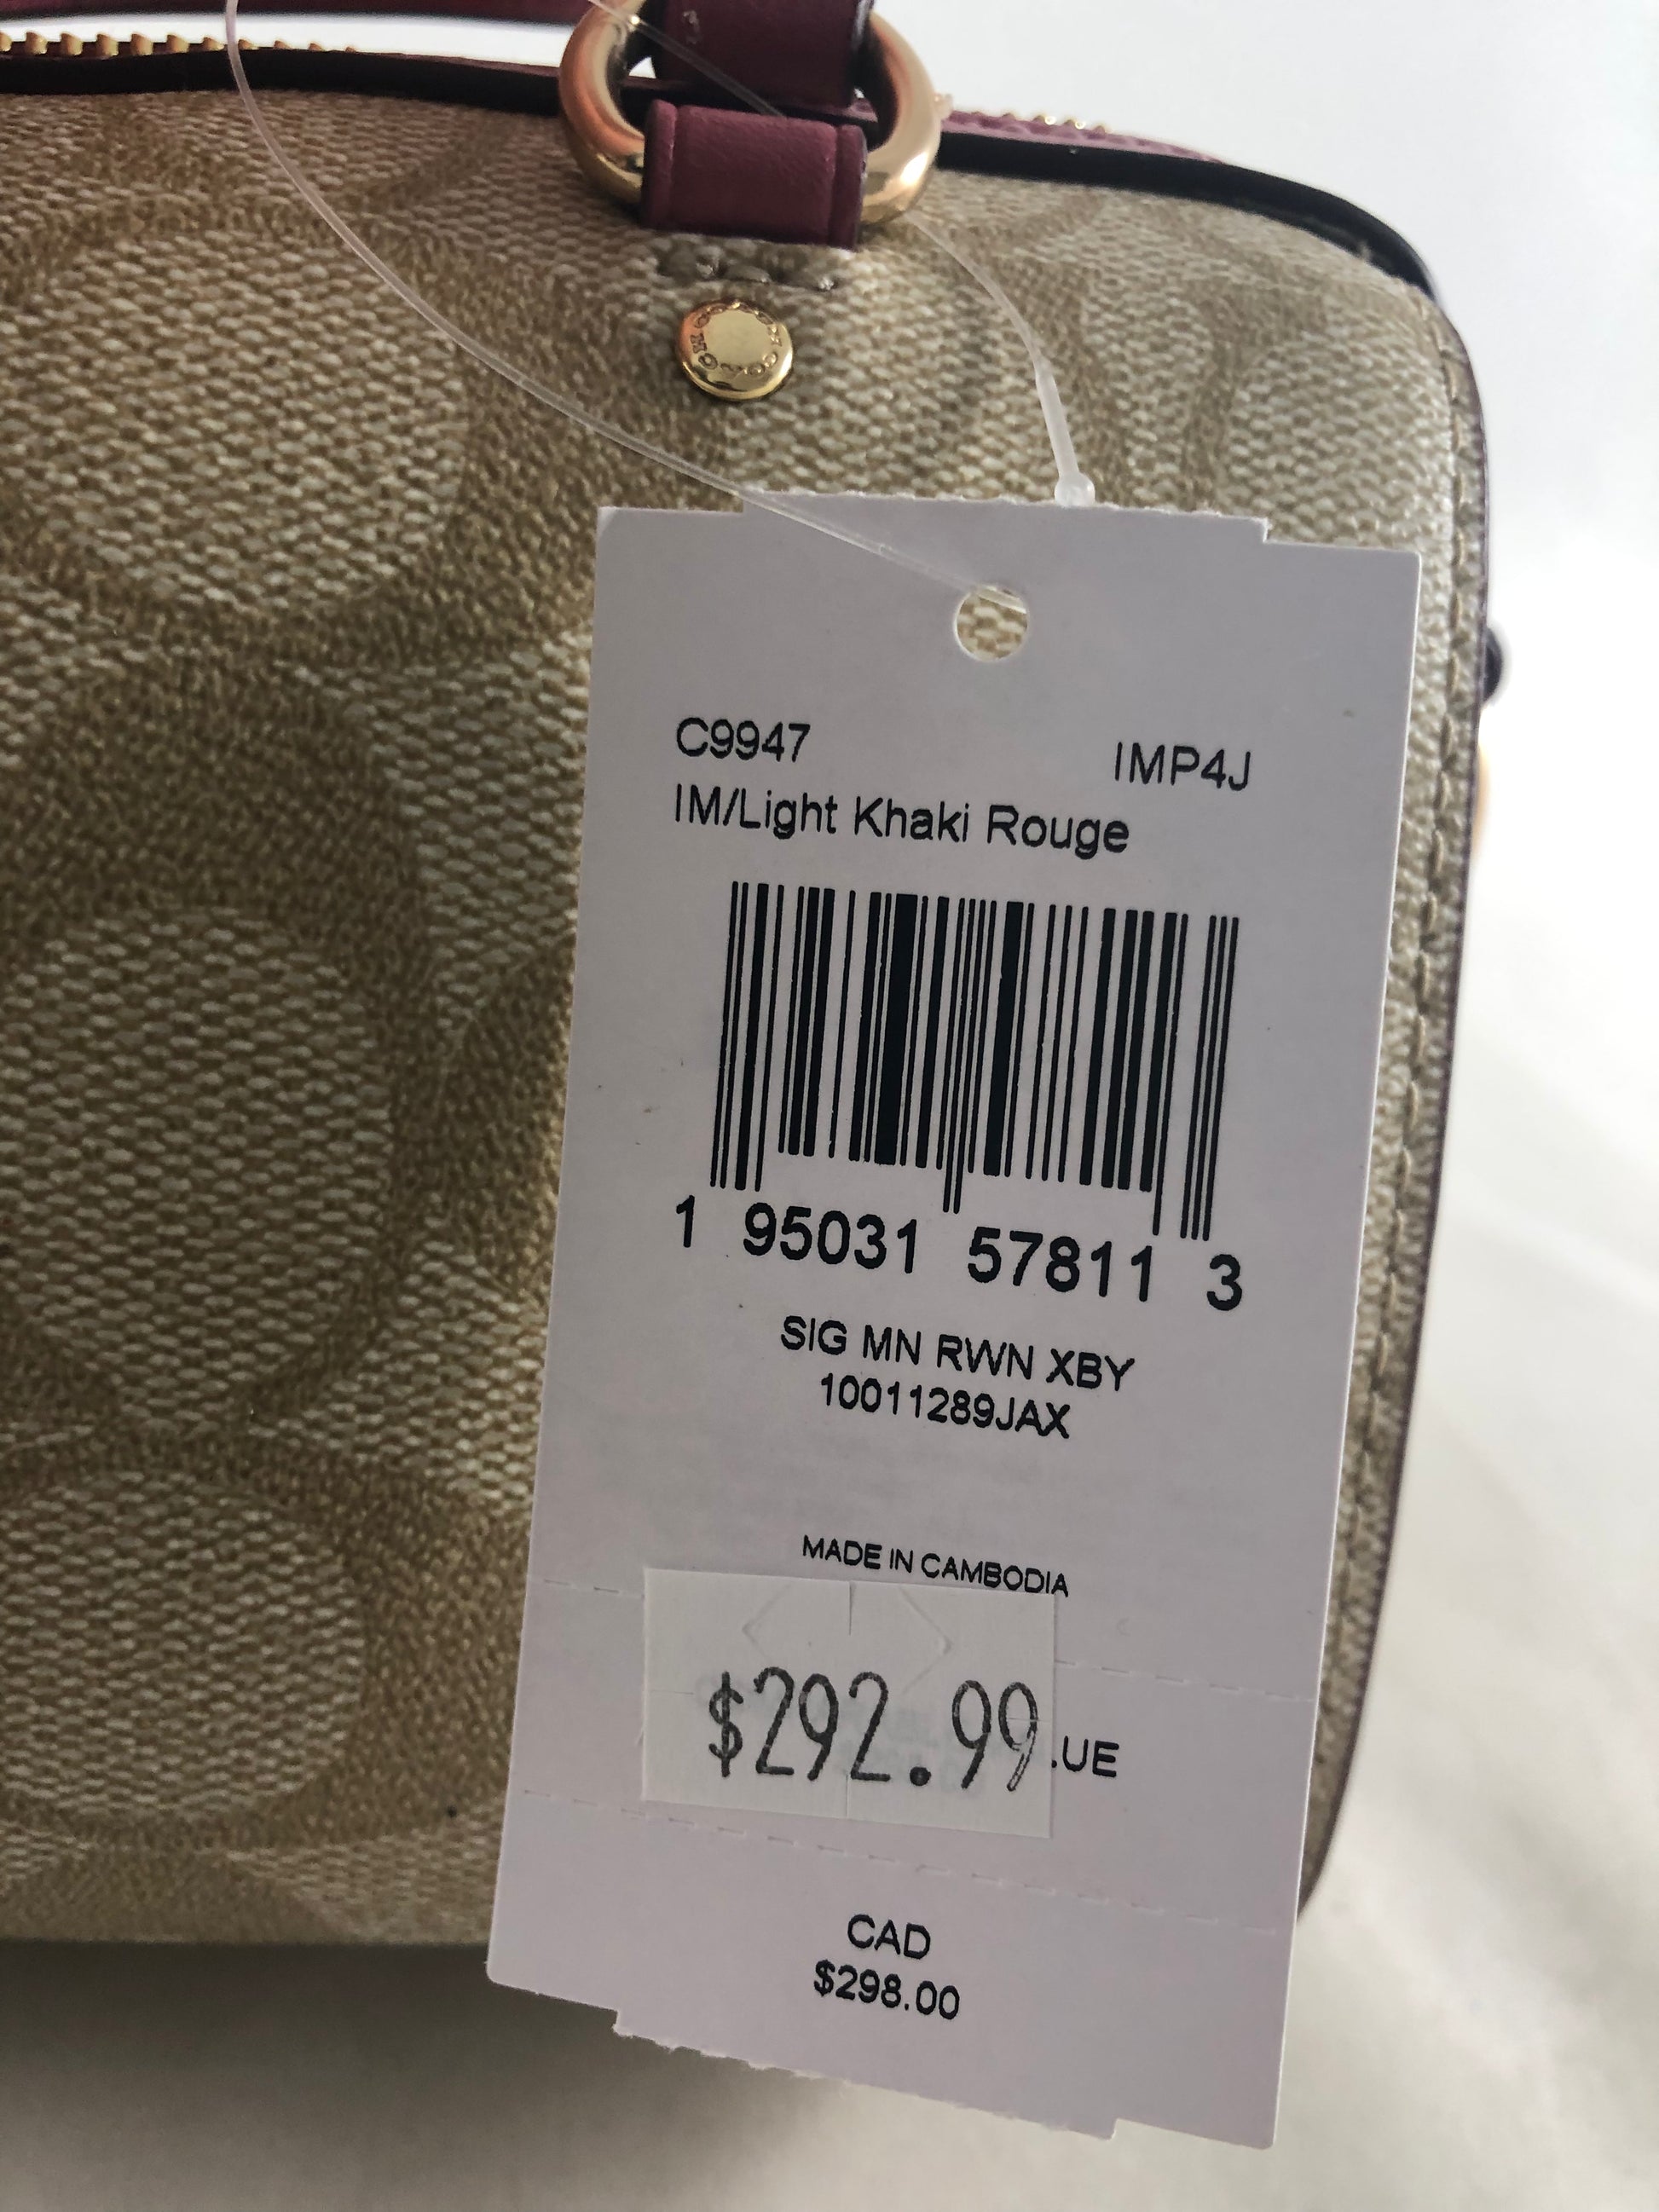 C9947 IMP4J
IM/Light Khaki Rouge
1 95031 57811 3
SIG MN RWN XBY
10011289JAX
MADE IN CAMBODIA
$292.99
.UE
CAD
$298.00